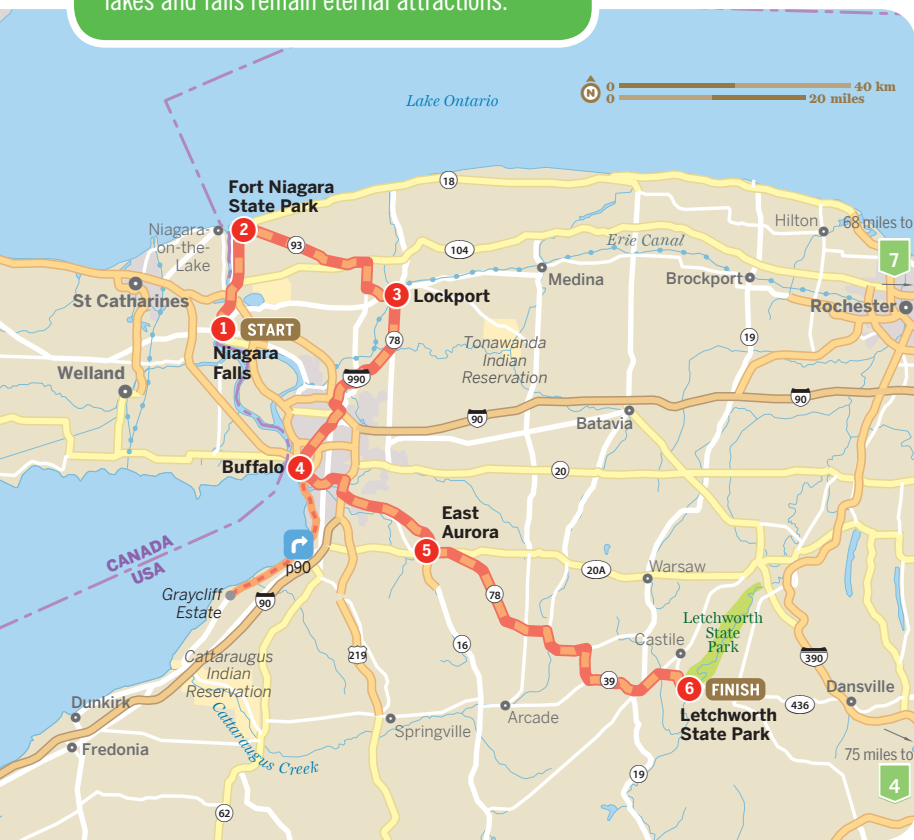 lakes and falls remain eternal attractions.
Lake Ontario
N
0
40 km
0
20 miles
18
Fort Niagara
State Park
2
Niagara-
on-the-
Lake
93
104
Erie Canal
Hilton
68 miles to
7
St Catharines
Medina
Brockport
Rochester
3
Lockport
1
START
Niagara
Falls
78
Tonawanda
Indian
Reservation
19
Welland
990
90
90
Batavia
Buffalo
4
20
East
Aurora
5
CANADA
USA
p90
20A
Warsaw
Graycliff
Estate
90
78
Letchworth
State
Park
16
Castile
219
390
Cattaraugus
Indian
Reservation
39
6
FINISH
Dansville
436
Dunkirk
Arcade
Letchworth
State Park
Springville
Cattaraugus Creek
Fredonia
75 miles to
4
19
62